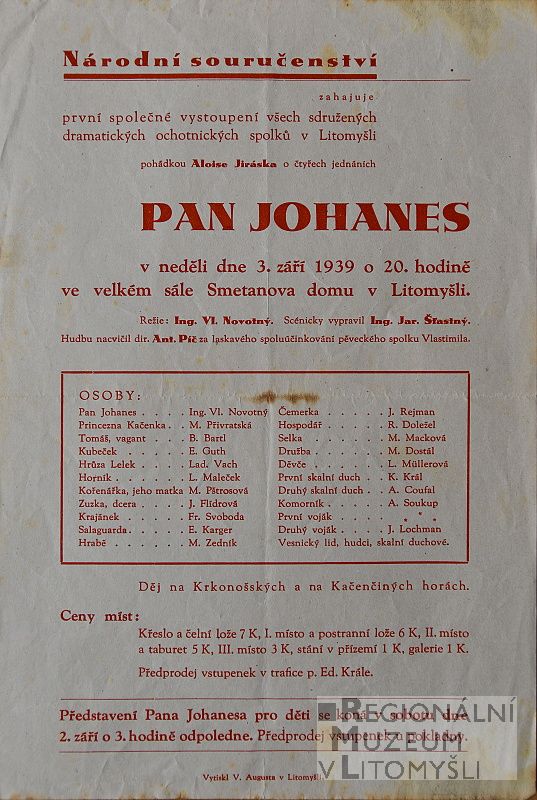 Národní souručenství
zahajuje
první společné vystoupení všech sdružených
dramatických ochotnických spolků v Litomyšli
pohádkou Aloise Jiráska o čtyřech jednáních
PAN JOHANES
v neděli dne 3. září 1939 o 20. hodině
ve velkém sále Smetanova domu v Litomyšli.
Režie: Ing. Vl. Novotný. Scénicky vypravil Ing. Jar. Šťastný.
Hudbu nacvičil dir. Ant. Pič za laskavého spoluúčinkování pěveckého spolku Vlastimila.
OSOBY:
Pan Johanes . . . . Ing. Vl. Novotný
Princezna Kačenka . . M. Přívratská
Tomáš, vagant . . . B. Bartl
Kubeček . . . . . E. Guth
Hrůza Lelek . . . . Lad. Vach
Horník . . . . . . L. Maleček
Kořenářka, jeho matka M. Pátrosová
Zuzka, dcera . . . . J. Flídrová
Krajánek . . . . . Fr. Svoboda
Salaguarda . . . . . E. Karger
Hrabě . . . . . . M. Zedník
Čemerka . . . . . J. Rejman
Hospodář . . . . . R. Doležel
Selka . . . . . . M. Macková
Družba . . . . . . M. Dostál
Děvče . . . . . . L. Müllerová
První skalní duch . . K. Král
Druhý skalní duch . . A. Coufal
Komorník . . . . . A. Soukup
První voják . . . . . * * *
Druhý voják . . . . J. Lochman
Vesnický lid, hudci, skalní duchové.
Děj na Krkonošských a na Kačenčiných horách.
Ceny míst:
Křeslo a čelní lože 7 K, I. místo a postranní lože 6 K, II. místo
a taburet 5 K, III. místo 3 K, stání v přízemí 1 K, galerie 1 K.
Předprodej vstupenek v trafice p. Ed. Krále.
Představení Pana Johanesa pro děti se koná v sobotu dne
2. září o 3. hodině odpoledne. Předprodej vstupenek u pokladny.
Vytiskl V. Augusta v Litomyšli
REGIONÁLNÍ
MUZEUM
V LITOMYŠLI